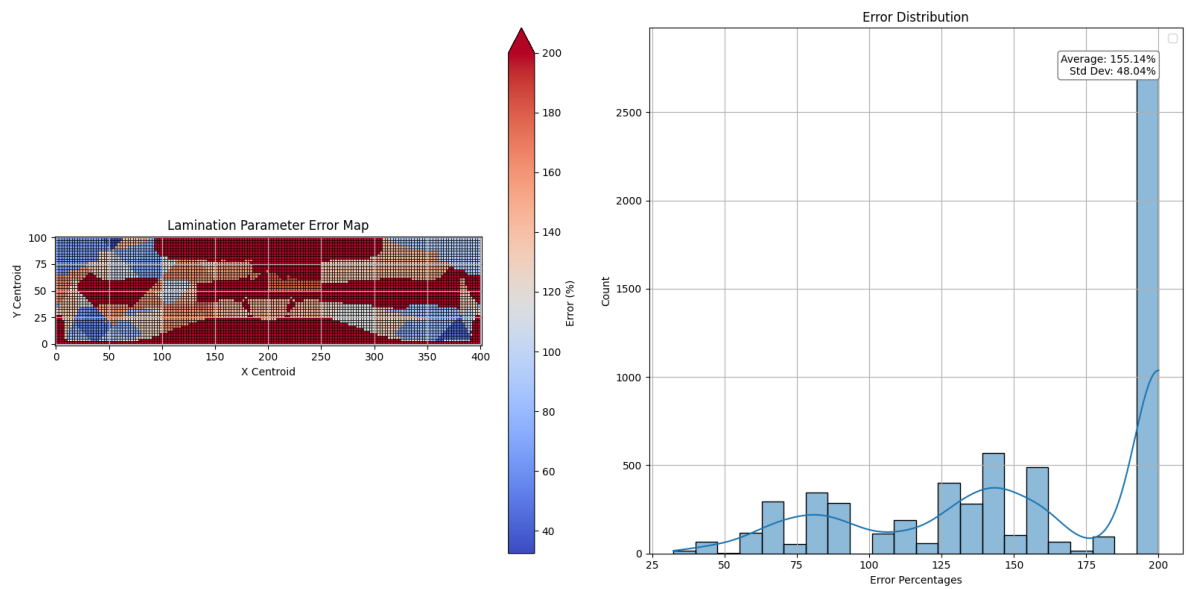 Lamination Parameter Error Map
100
75
50
25
0
Y Centroid
0 50 100 150 200 250 300 350 400
X Centroid
200
180
160
140
120
100
80
60
40
Error (%)
Error Distribution
Average: 155.14%
Std Dev: 48.04%
2500
2000
1500
1000
500
0
Count
25 50 75 100 125 150 175 200
Error Percentages